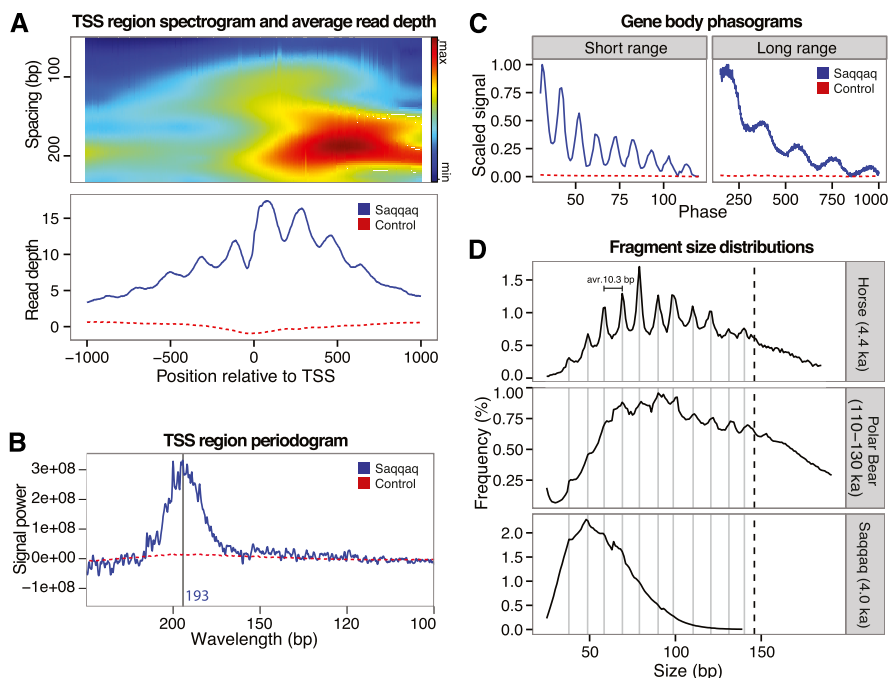 A
TSS region spectrogram and average read depth
Spacing (bp)
100
200
max
min
Read depth
15
10
5
0
Saqqaq
Control
−1000
−500
0
500
1000
Position relative to TSS
B
TSS region periodogram
Signal power
3e+08
2e+08
1e+08
0e+00
−1e+08
Saqqaq
Control
193
200
150
120
100
Wavelength (bp)
C
Gene body phasograms
Short range
Long range
Scaled signal
1.00
0.75
0.50
0.25
0.00
Saqqaq
Control
50
75
100
250
500
750
1000
Phase
D
Fragment size distributions
Frequency (%)
1.5
1.0
0.5
0.0
avr.10.3 bp
Horse (4.4 ka)
1.00
0.75
0.50
0.25
Polar Bear
(110−130 ka)
2.0
1.5
1.0
0.5
0.0
Saqqaq (4.0 ka)
50
100
150
Size (bp)